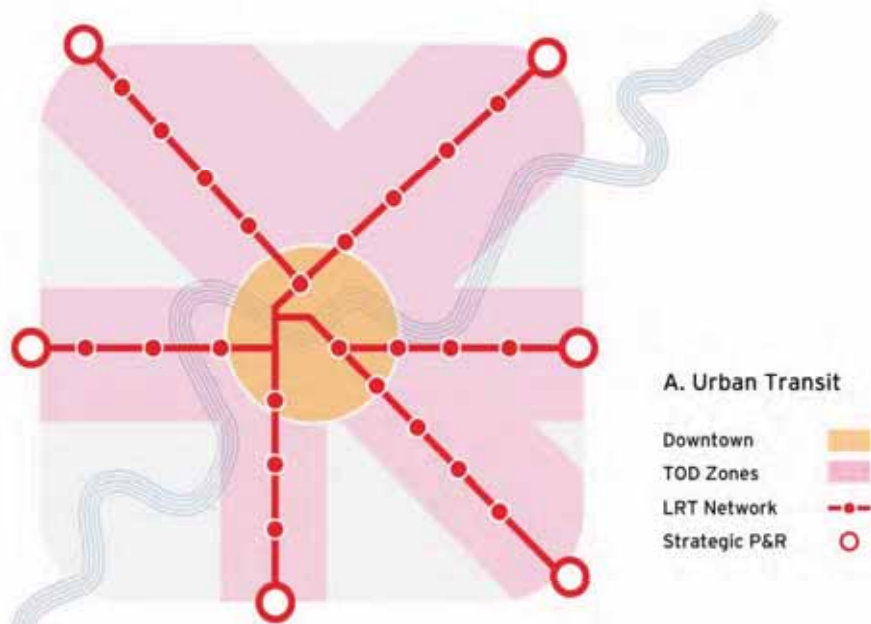 A. Urban Transit
Downtown
TOD Zones
LRT Network
Strategic P&R